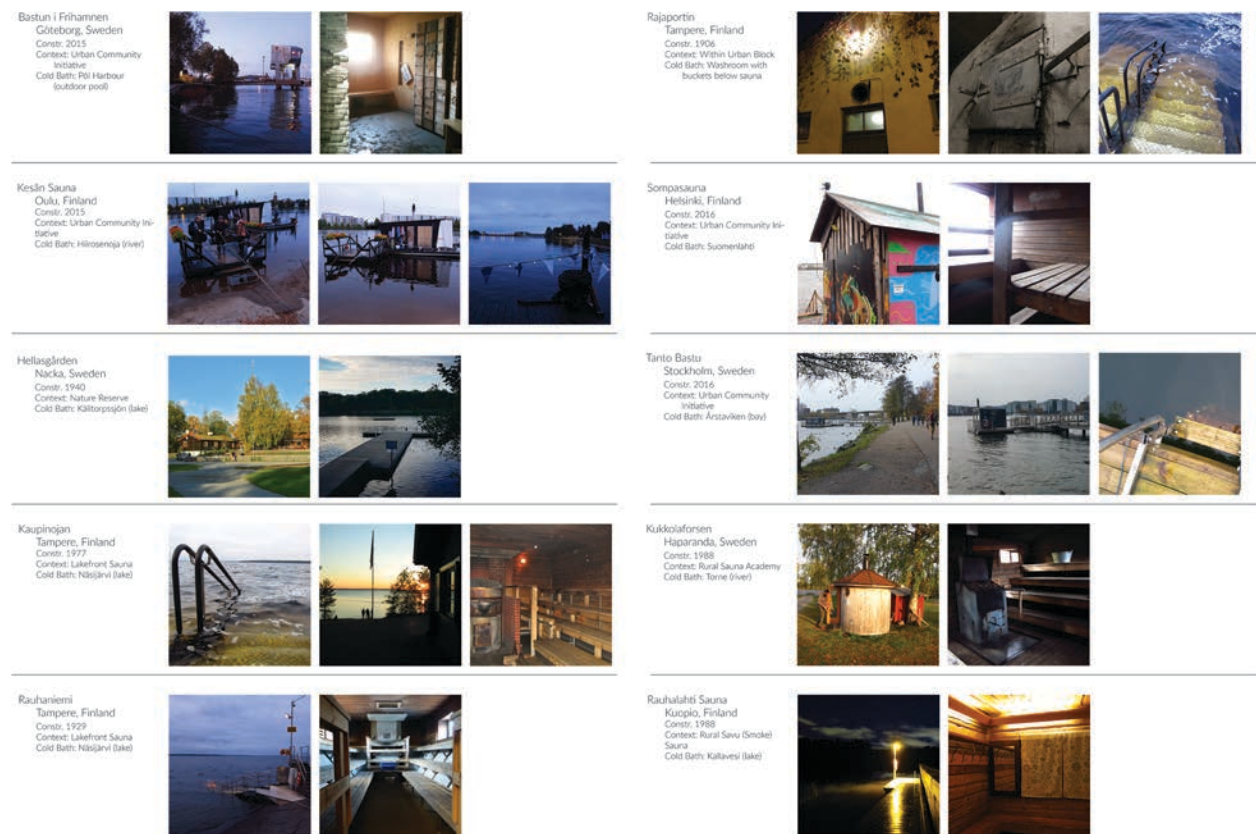 Bastun i Frihamnen
Göteborg, Sweden
Constr. 2015
Context: Urban Community
Initiative
Cold Bath: Pöl Harbour
(outdoor pool)
Kesän Sauna
Oulu, Finland
Constr. 2015
Context: Urban Community Ini-
tiative
Cold Bath: Hiirosenoja (river)
Hellasgården
Nacka, Sweden
Constr. 1940
Context: Nature Reserve
Cold Bath: Källtorpssjön (lake)
Kaupinojan
Tampere, Finland
Constr. 1977
Context: Lakefront Sauna
Cold Bath: Näsijärvi (lake)
Rauhaniemi
Tampere, Finland
Constr. 1929
Context: Lakefront Sauna
Cold Bath: Näsijärvi (lake)
Rajaportin
Tampere, Finland
Constr. 1906
Context: Within Urban Block
Cold Bath: Washroom with
buckets below sauna
Sompasauna
Helsinki, Finland
Constr. 2016
Context: Urban Community Ini-
tiative
Cold Bath: Suomenlahti
Tanto Bastu
Stockholm, Sweden
Constr. 2016
Context: Urban Community
Initiative
Cold Bath: Årstaviken (bay)
Kukkolaforsen
Haparanda, Sweden
Constr. 1988
Context: Rural Sauna Academy
Cold Bath: Torne (river)
Rauhalahti Sauna
Kuopio, Finland
Constr. 1988
Context: Rural Savu (Smoke)
Sauna
Cold Bath: Kallavesi (lake)